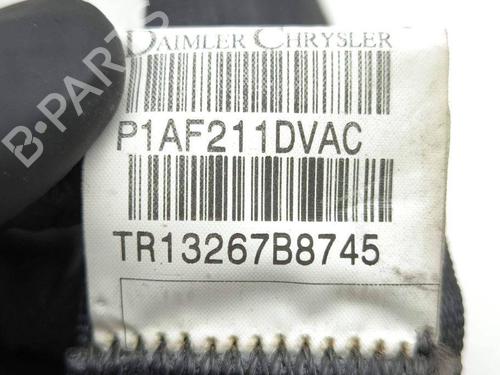 DAIMLER CHRYSLER
P1AF211DVAC
TR13267B8745
B-PARTS